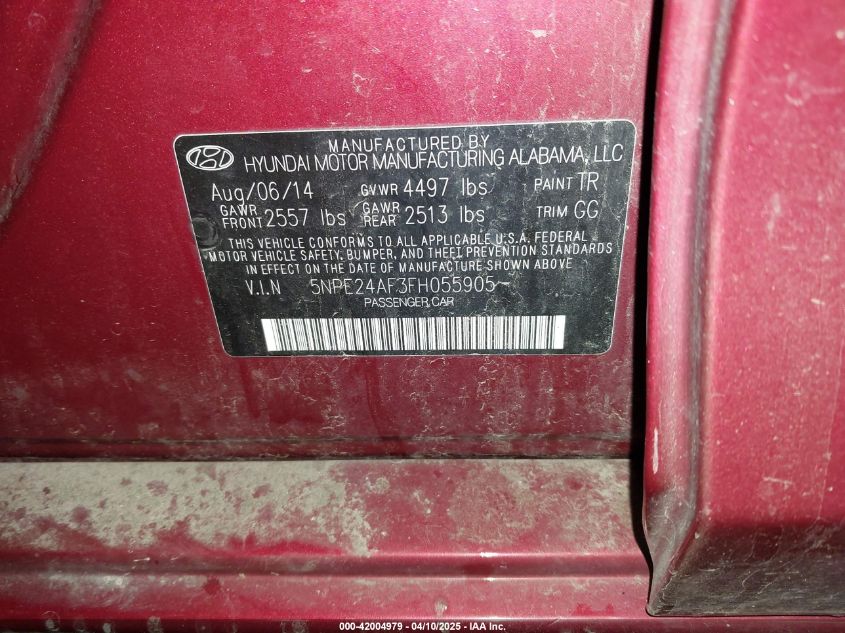 MANUFACTURED BY
HYUNDAI MOTOR MANUFACTURING ALABAMA, LLC
Aug/06/14 GVWR 4497 lbs PAINT TR
GAWR FRONT 2557 lbs GAWR REAR 2513 lbs TRIM GG
THIS VEHICLE CONFORMS TO ALL APPLICABLE U.S.A. FEDERAL
MOTOR VEHICLE SAFETY, BUMPER, AND THEFT PREVENTION STANDARDS
IN EFFECT ON THE DATE OF MANUFACTURE SHOWN ABOVE
V.I.N 5NPE24AF3FH055905
PASSENGER CAR
000-42004979 - 04/10/2025 - IAA Inc.